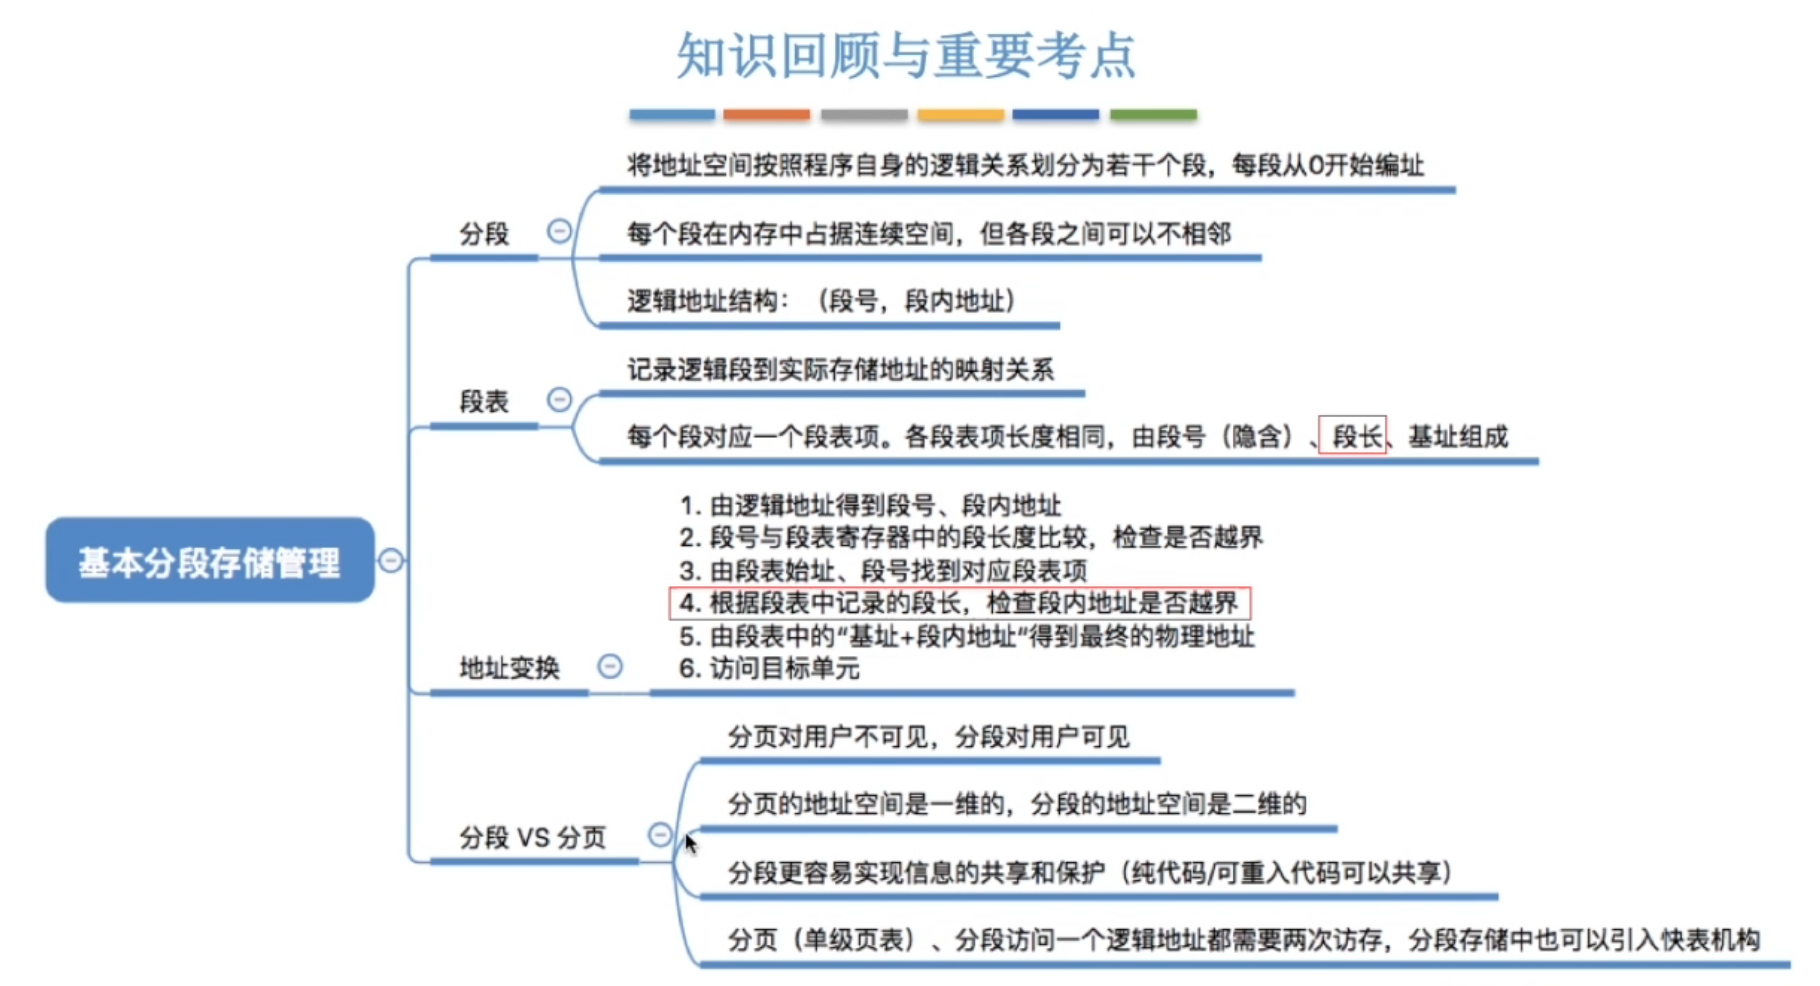 知识回顾与重要考点
基本分段存储管理
分段
将地址空间按照程序自身的逻辑关系划分为若干个段，每段从0开始编址
每个段在内存中占据连续空间，但各段之间可以不相邻
逻辑地址结构：（段号，段内地址）
段表
记录逻辑段到实际存储地址的映射关系
每个段对应一个段表项。各段表项长度相同，由段号（隐含）、段长、基址组成
地址变换
1. 由逻辑地址得到段号、段内地址
2. 段号与段表寄存器中的段长度比较，检查是否越界
3. 由段表始址、段号找到对应段表项
4. 根据段表中记录的段长，检查段内地址是否越界
5. 由段表中的“基址+段内地址”得到最终的物理地址
6. 访问目标单元
分段 VS 分页
分页对用户不可见，分段对用户可见
分页的地址空间是一维的，分段的地址空间是二维的
分段更容易实现信息的共享和保护（纯代码/可重入代码可以共享）
分页（单级页表）、分段访问一个逻辑地址都需要两次访存，分段存储中也可以引入快表机构